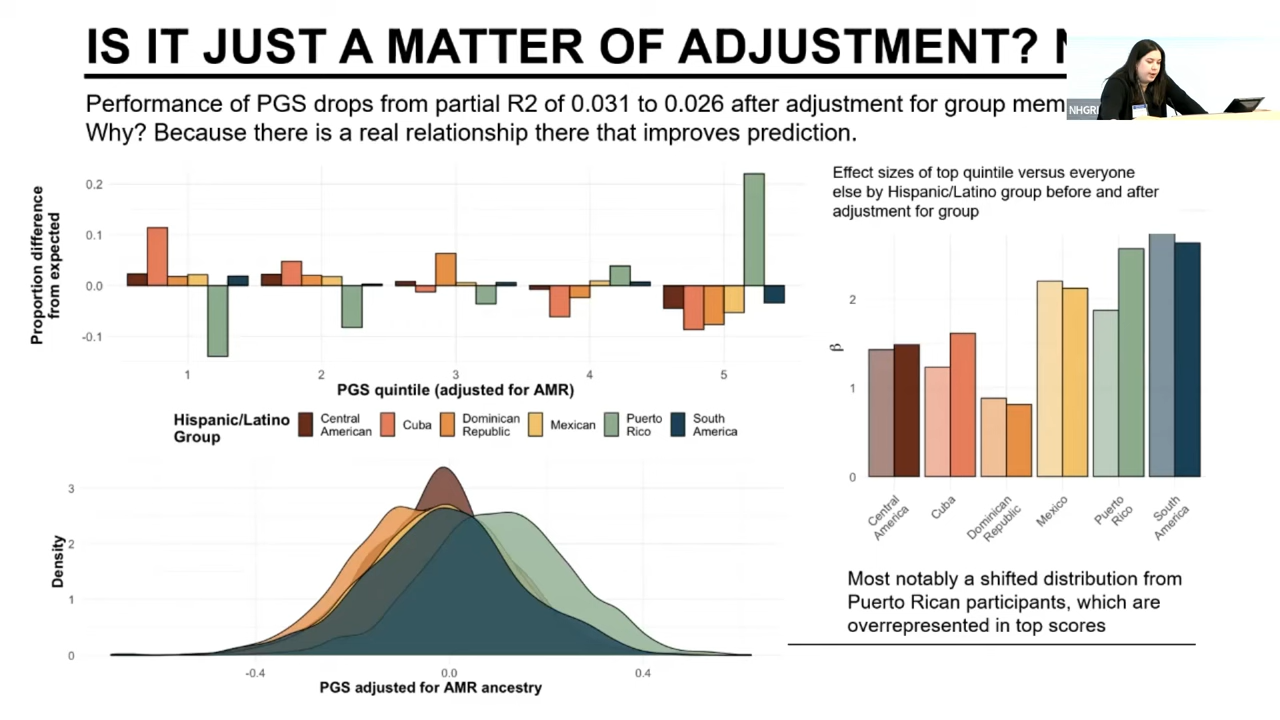 IS IT JUST A MATTER OF ADJUSTMENT?
Performance of PGS drops from partial R2 of 0.031 to 0.026 after adjustment for group
Why? Because there is a real relationship there that improves prediction.
NHGRI
Proportion difference
from expected
0.2
0.1
0.0
-0.1
1 2 3 4 5
PGS quintile (adjusted for AMR)
Hispanic/Latino
Group
Central
American
Cuba
Dominican
Republic
Mexican
Puerto
Rico
South
America
Density
3
2
1
0
-0.4 0.0 0.4
PGS adjusted for AMR ancestry
Effect sizes of top quintile versus everyone
else by Hispanic/Latino group before and after
adjustment for group
β
2
1
0
Central
America
Cuba
Dominican
Republic
Mexico
Puerto
Rico
South
America
Most notably a shifted distribution from
Puerto Rican participants, which are
overrepresented in top scores